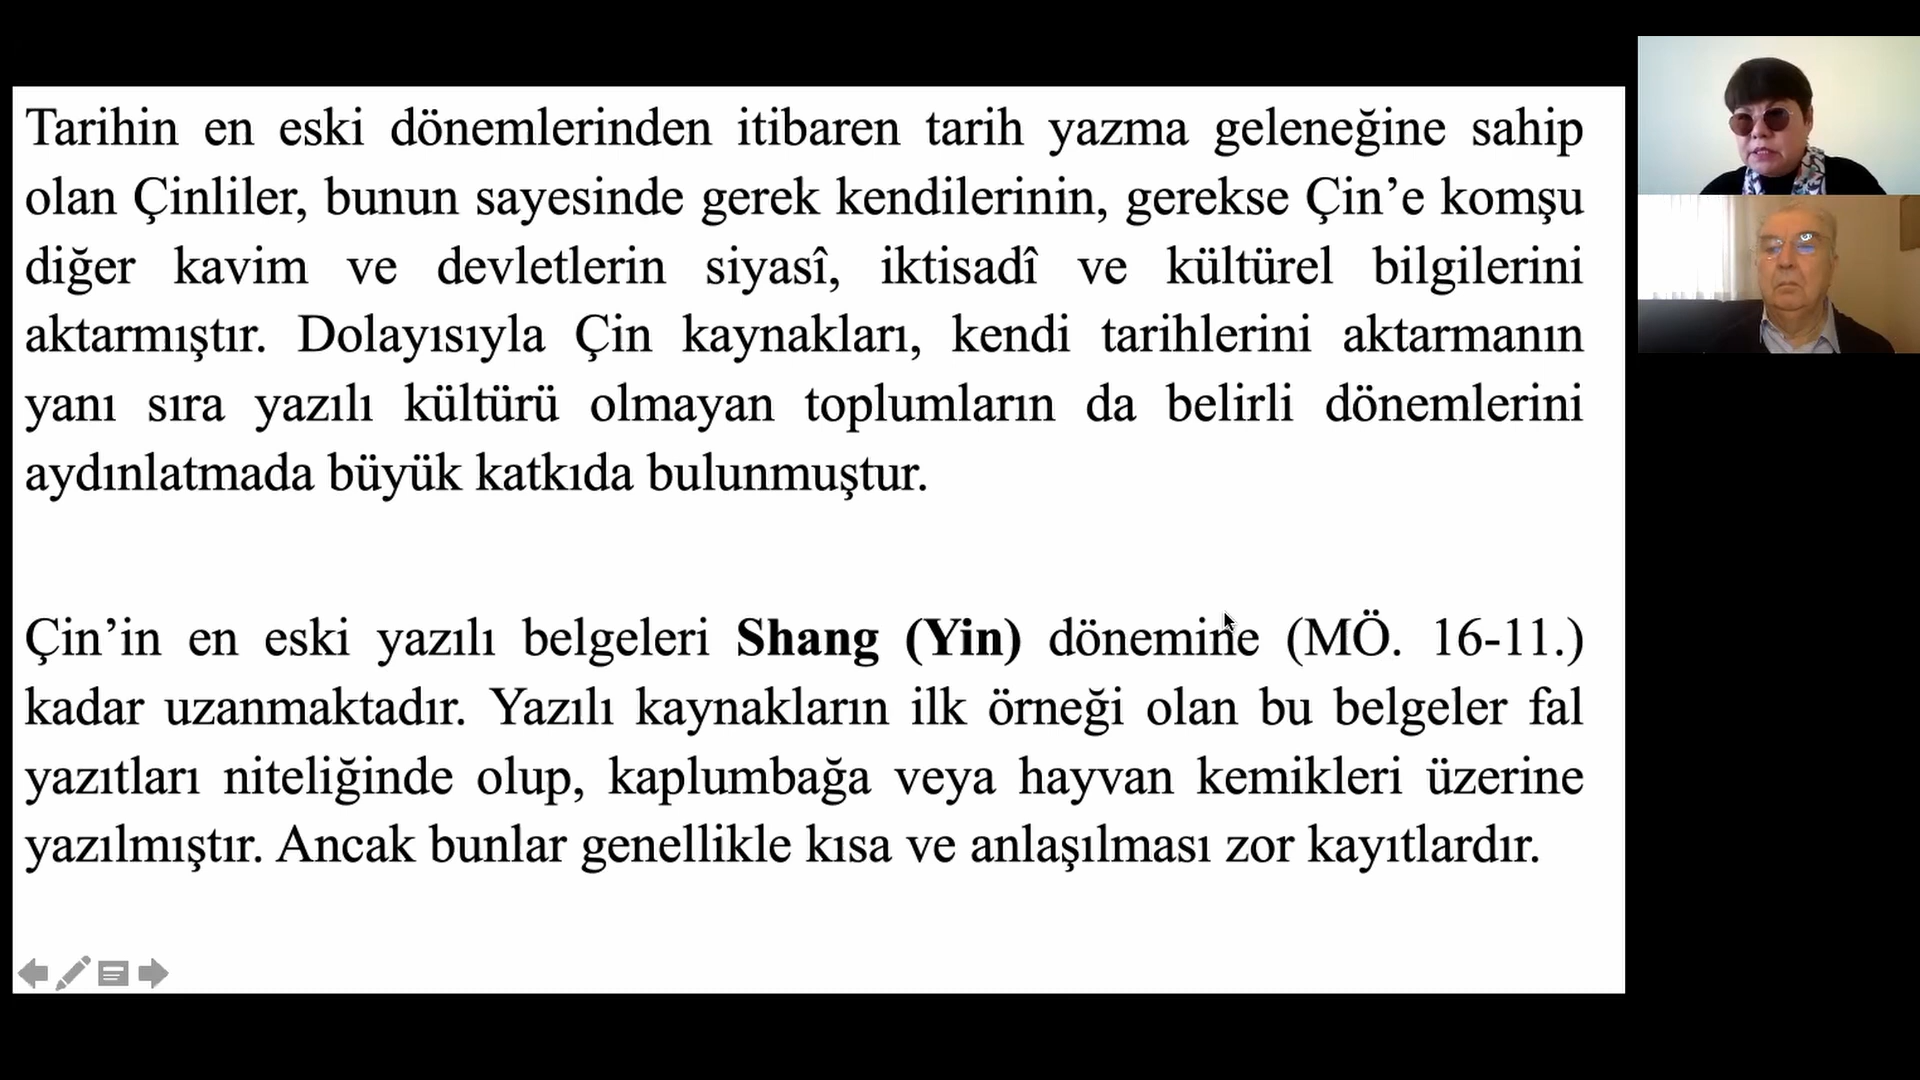 Tarihin en eski dönemlerinden itibaren tarih yazma geleneğine sahip
olan Çinliler, bunun sayesinde gerek kendilerinin, gerekse Çin’e komşu
diğer kavim ve devletlerin siyasî, iktisadî ve kültürel bilgilerini
aktarmıştır. Dolayısıyla Çin kaynakları, kendi tarihlerini aktarmanın
yanı sıra yazılı kültürü olmayan toplumların da belirli dönemlerini
aydınlatmada büyük katkıda bulunmuştur.
Çin’in en eski yazılı belgeleri Shang (Yin) dönemine (MÖ. 16-11.)
kadar uzanmaktadır. Yazılı kaynakların ilk örneği olan bu belgeler fal
yazıtları niteliğinde olup, kaplumbağa veya hayvan kemikleri üzerine
yazılmıştır. Ancak bunlar genellikle kısa ve anlaşılması zor kayıtlardır.